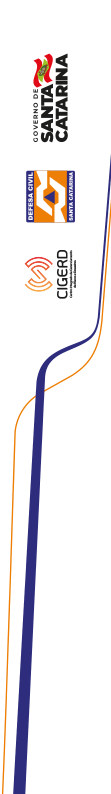 GOVERNO DE
SANTA
CATARINA
DEFESA CIVIL
SANTA CATARINA
CIGERD